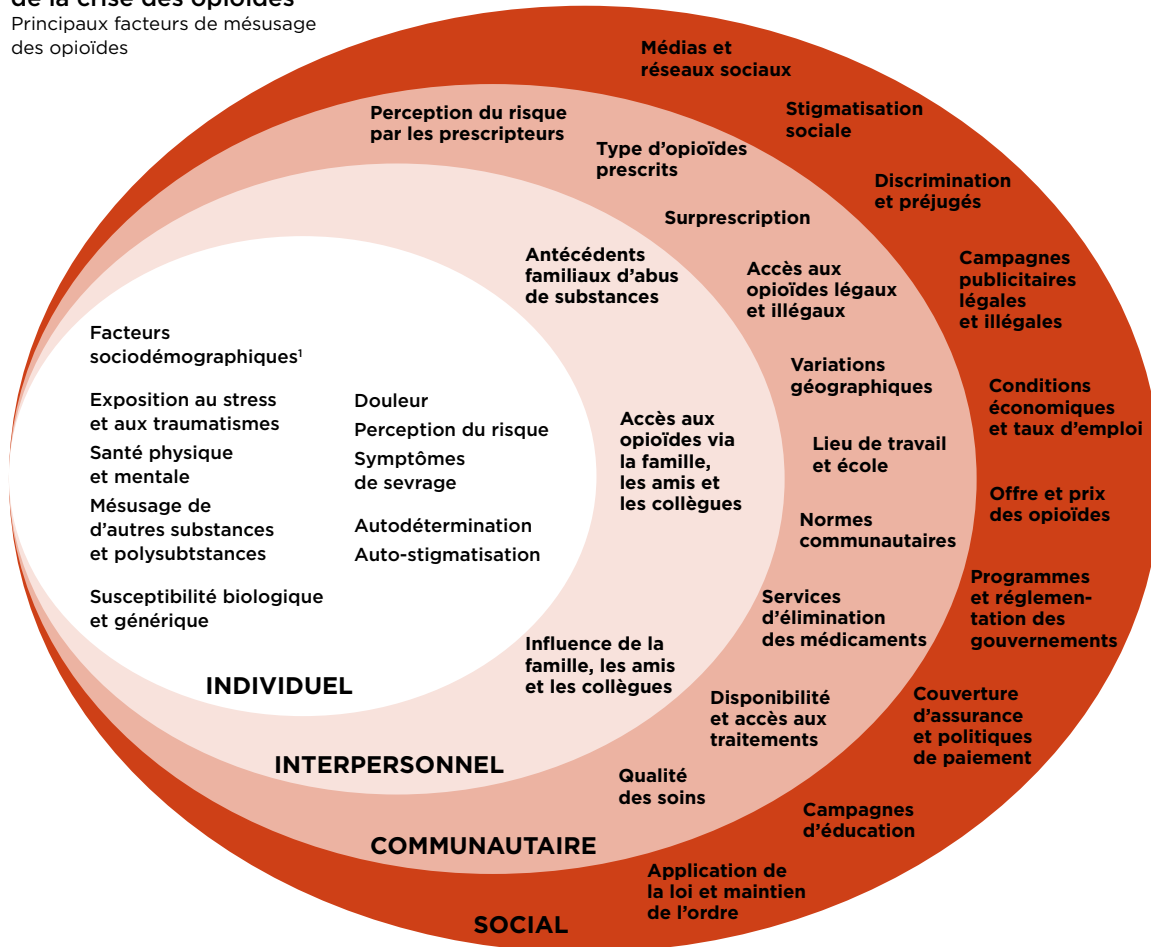 de la crise des opioïdes
Principaux facteurs de mésusage
des opioïdes
Médias et
réseaux sociaux
Stigmatisation
sociale
Discrimination
et préjugés
Campagnes
publicitaires
légales
et illégales
Conditions
économiques
et taux d'emploi
Offre et prix
des opioïdes
Programmes
et réglemen-
tation des
gouvernements
Couverture
d'assurance
et politiques
de paiement
Campagnes
d'éducation
Application de
la loi et maintien
de l'ordre
SOCIAL
Perception du risque
par les prescripteurs
Type d'opioïdes
prescrits
Surprescription
Accès aux
opioïdes légaux
et illégaux
Variations
géographiques
Lieu de travail
et école
Normes
communautaires
Services
d'élimination
des médicaments
Disponibilité
et accès aux
traitements
Qualité
des soins
COMMUNAUTAIRE
Antécédents
familiaux d'abus
de substances
Accès aux
opioïdes via
la famille,
les amis et
les collègues
Influence de la
famille, les amis
et les collègues
INTERPERSONNEL
Facteurs
sociodémographiques¹
Exposition au stress
et aux traumatismes
Santé physique
et mentale
Mésusage de
d'autres substances
et polysubtstances
Susceptibilité biologique
et générique
Douleur
Perception du risque
Symptômes
de sevrage
Autodétermination
Auto-stigmatisation
INDIVIDUEL